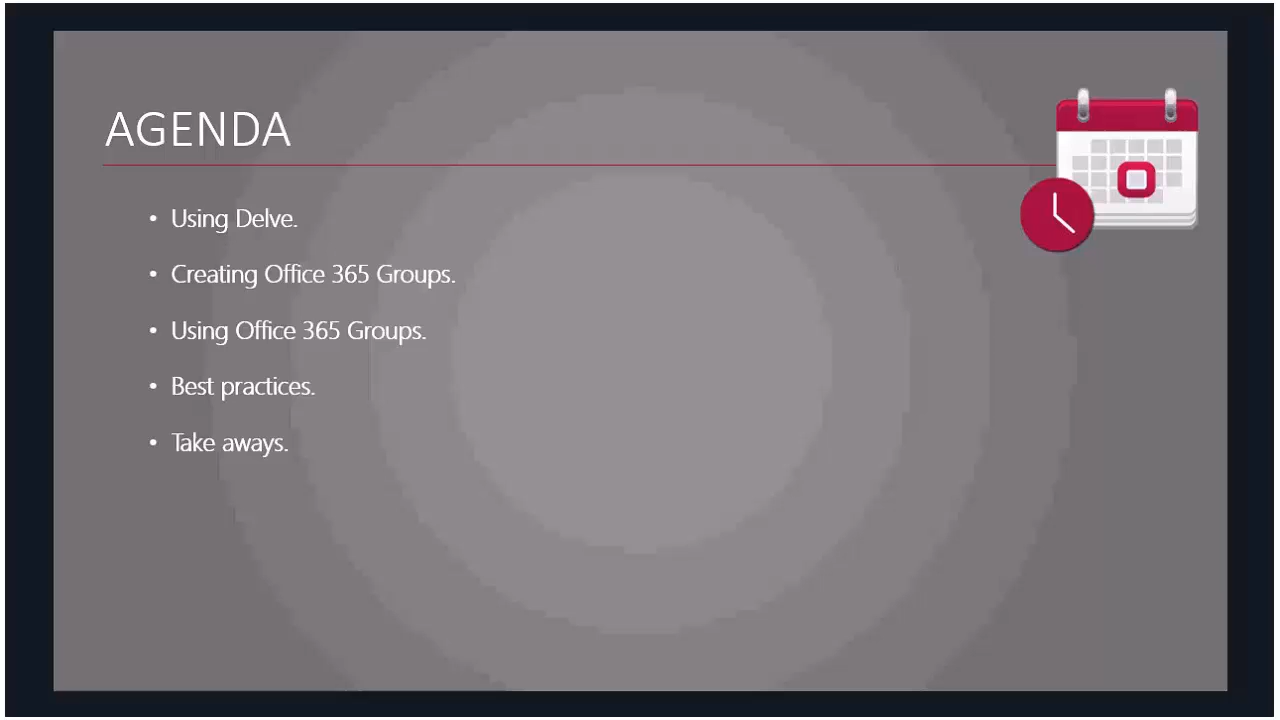 AGENDA
• Using Delve.
• Creating Office 365 Groups.
• Using Office 365 Groups.
• Best practices.
• Take aways.